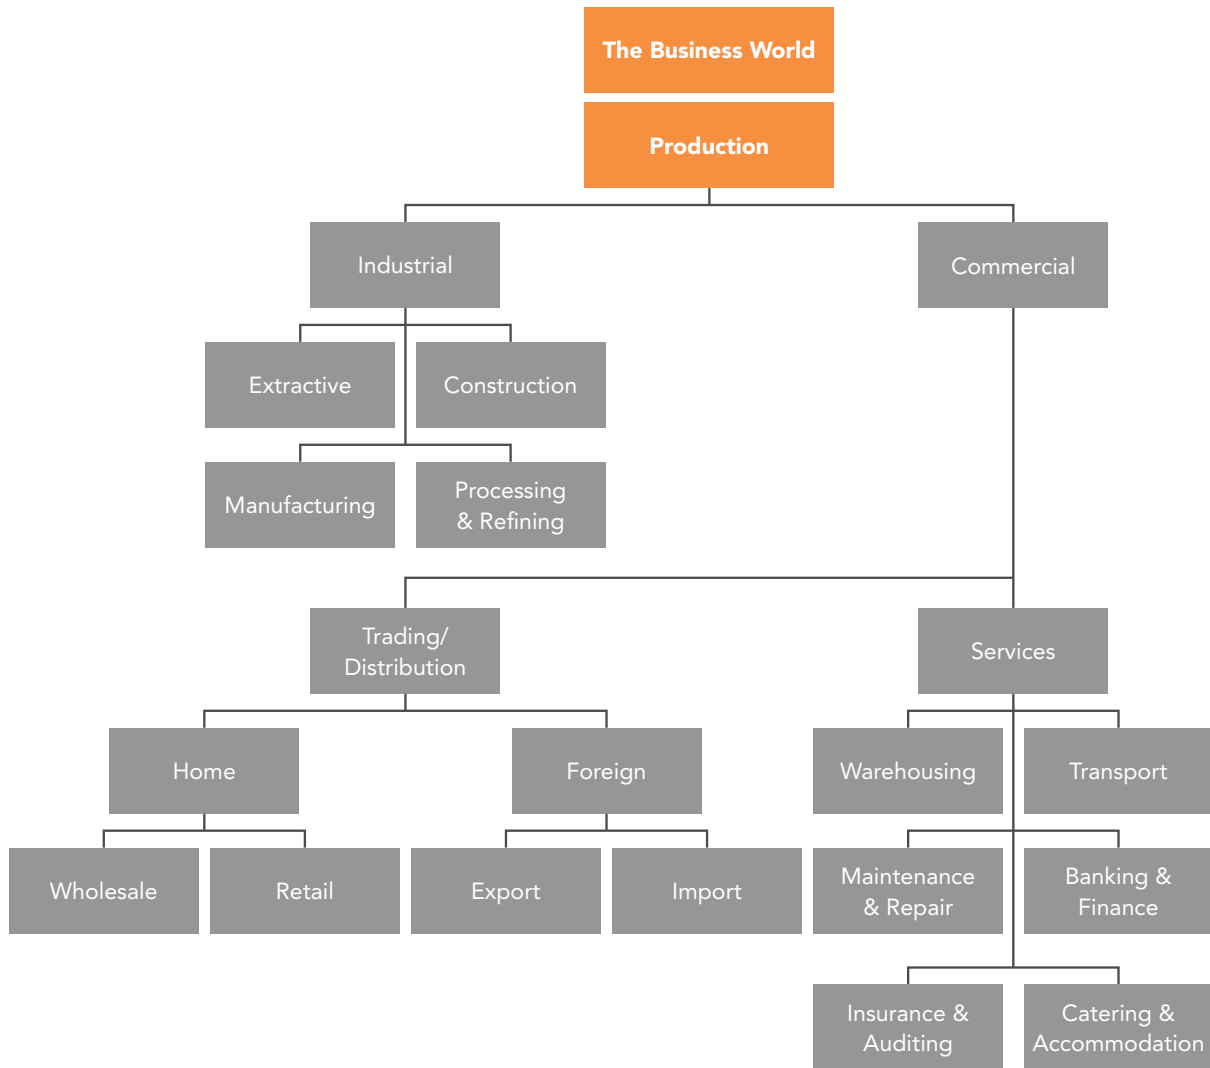 The Business World
Production
Industrial
Commercial
Extractive
Construction
Manufacturing
Processing
& Refining
Trading/
Distribution
Services
Home
Foreign
Warehousing
Transport
Wholesale
Retail
Export
Import
Maintenance
& Repair
Banking &
Finance
Insurance &
Auditing
Catering &
Accommodation